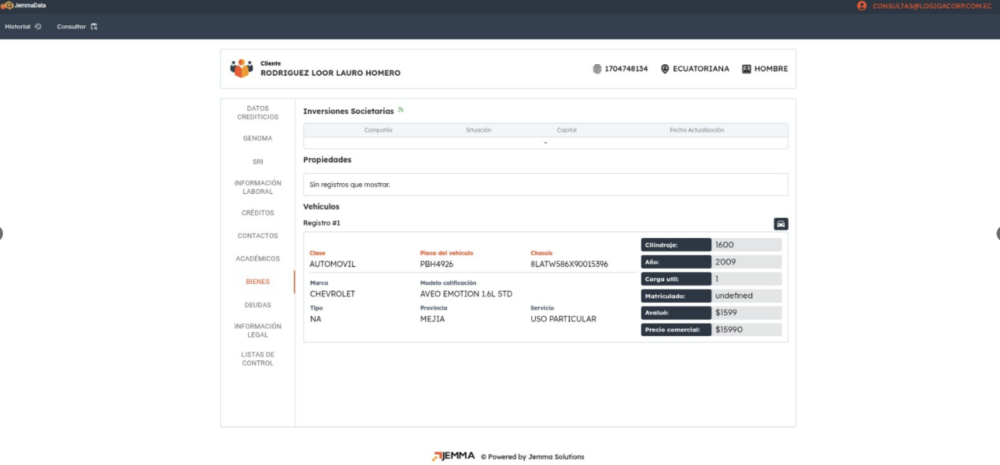 JemmaData
CONSULTAS@LOGIGACORP.COM.EC
Historial
Consultar
Cliente
RODRIGUEZ LOOR LAURO HOMERO
1704748134
ECUATORIANA
HOMBRE
DATOS
CREDITICIOS
GENOMA
SRI
INFORMACIÓN
LABORAL
CRÉDITOS
CONTACTOS
ACADÉMICOS
BIENES
DEUDAS
INFORMACIÓN
LEGAL
LISTAS DE
CONTROL
Inversiones Societarias
Compañía Situación Capital Fecha Actualización
-
Propiedades
Sin registros que mostrar.
Vehículos
Registro #1
Clase Placa del vehículo Chassis
AUTOMOVIL PBH4926 8LATW586X90015396
Marca Modelo calificación
CHEVROLET AVEO EMOTION 1.6L STD
Tipo Provincia Servicio
NA MEJIA USO PARTICULAR
Cilindraje: 1600
Año: 2009
Carga util: 1
Matriculado: undefined
Avaluó: $1599
Precio comercial: $15990
JEMMA © Powered by Jemma Solutions